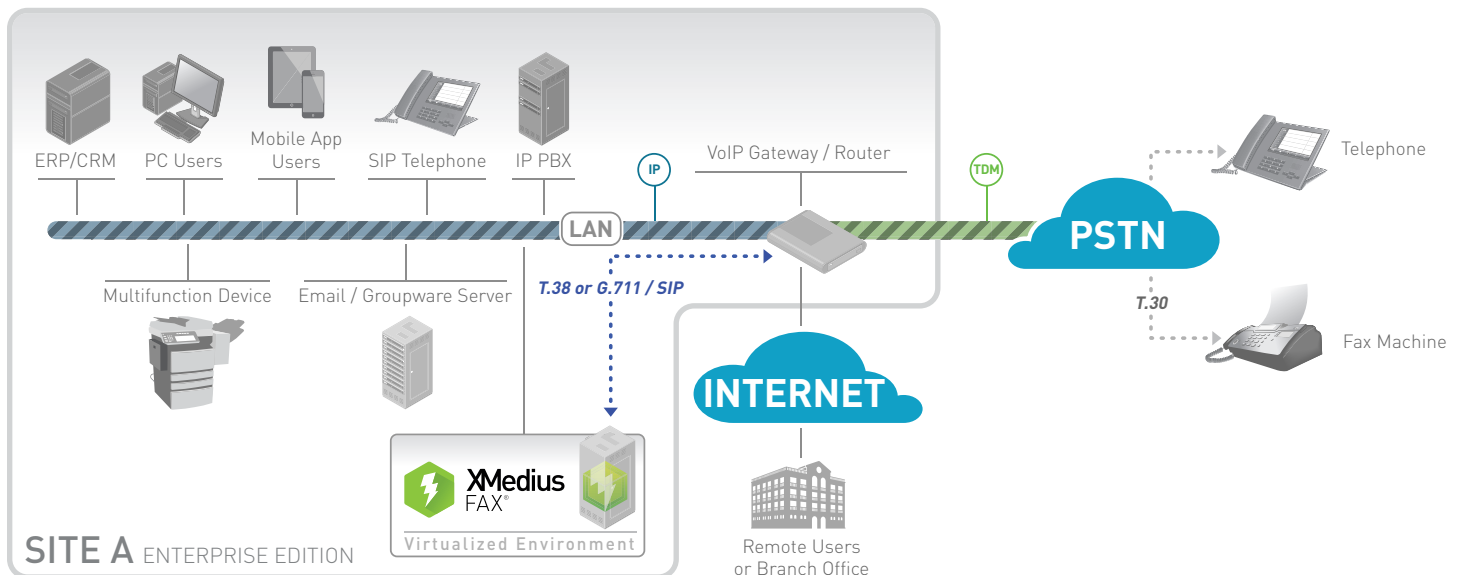 ERP/CRM
PC Users
Mobile App
Users
SIP Telephone
IP PBX
IP
VoIP Gateway / Router
TDM
Telephone
LAN
PSTN
Multifunction Device
Email / Groupware Server
T.38 or G.711 / SIP
T.30
Fax Machine
INTERNET
XMedius
FAX®
Virtualized Environment
SITE A ENTERPRISE EDITION
Remote Users
or Branch Office